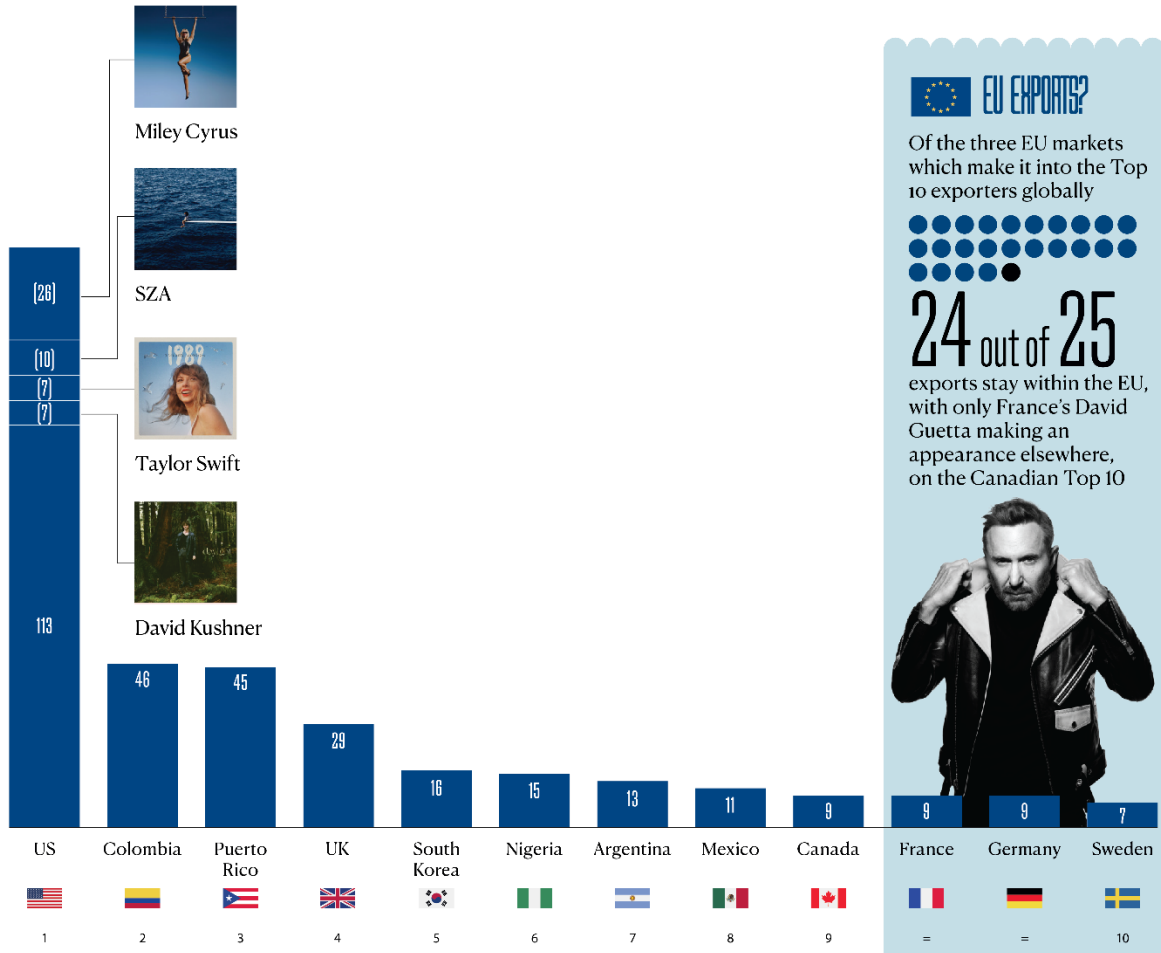 Miley Cyrus
SZA
1989
Taylor Swift
David Kushner
(26)
(10)
(7)
(7)
113
46
45
29
16
15
13
11
9
9
9
7
US
Colombia
Puerto
Rico
UK
South
Korea
Nigeria
Argentina
Mexico
Canada
France
Germany
Sweden
1
2
3
4
5
6
7
8
9
=
=
10
EU EXPORTS?
Of the three EU markets
which make it into the Top
10 exporters globally
24 out of 25
exports stay within the EU,
with only France's David
Guetta making an
appearance elsewhere,
on the Canadian Top 10